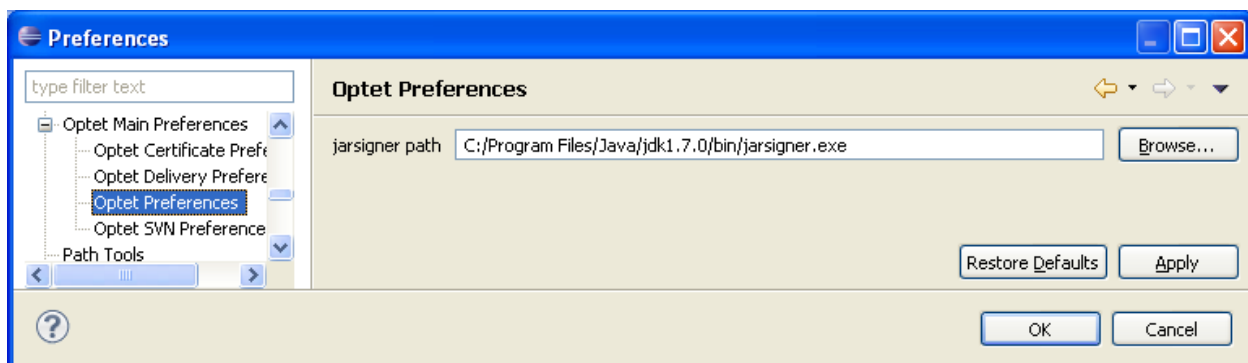 Preferences
type filter text
Optet Main Preferences
Optet Certificate Prefe
Optet Delivery Prefere
Optet Preferences
Optet SVN Preference
Path Tools
Optet Preferences
jarsigner path C:/Program Files/Java/jdk1.7.0/bin/jarsigner.exe Browse...
Restore Defaults Apply
OK Cancel